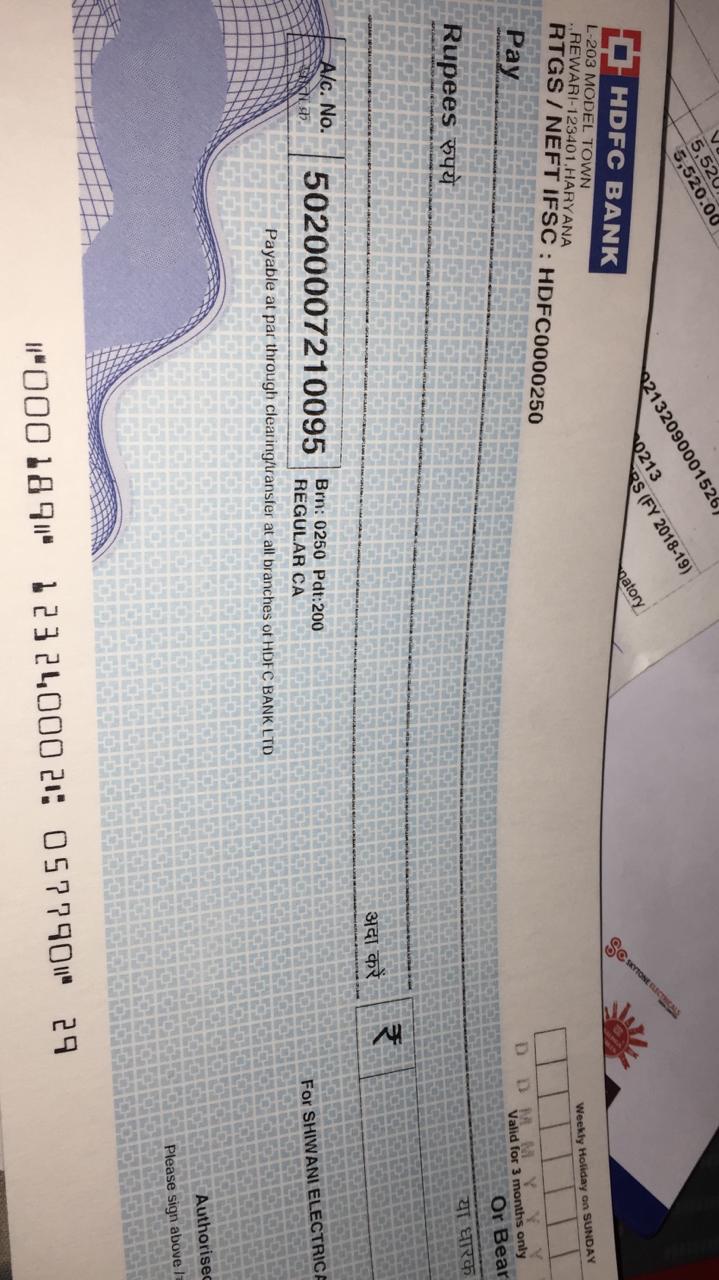 5,520.
5,520.00
02132090001526)
00213
RS (FY 2018-19)
natory
SKYTONE ELECTRICALS
HDFC BANK
L-203 MODEL TOWN
.,REWARI-123401,HARYANA
RTGS / NEFT IFSC : HDFC0000250
Weekly Holiday on SUNDAY
D D M M Y Y Y
Valid for 3 months only
Pay
Or Bear
या धारक
Rupees रुपये
अदा करें ₹
A/c. No.
50200007210095
Brn: 0250 Pdt:200
REGULAR CA
For SHIWANI ELECTRICA
Payable at par through clearing/transfer at all branches of HDFC BANK LTD
Authorised
Please sign above
⑈000189⑈ 123240002⑆ 057790⑈ 29